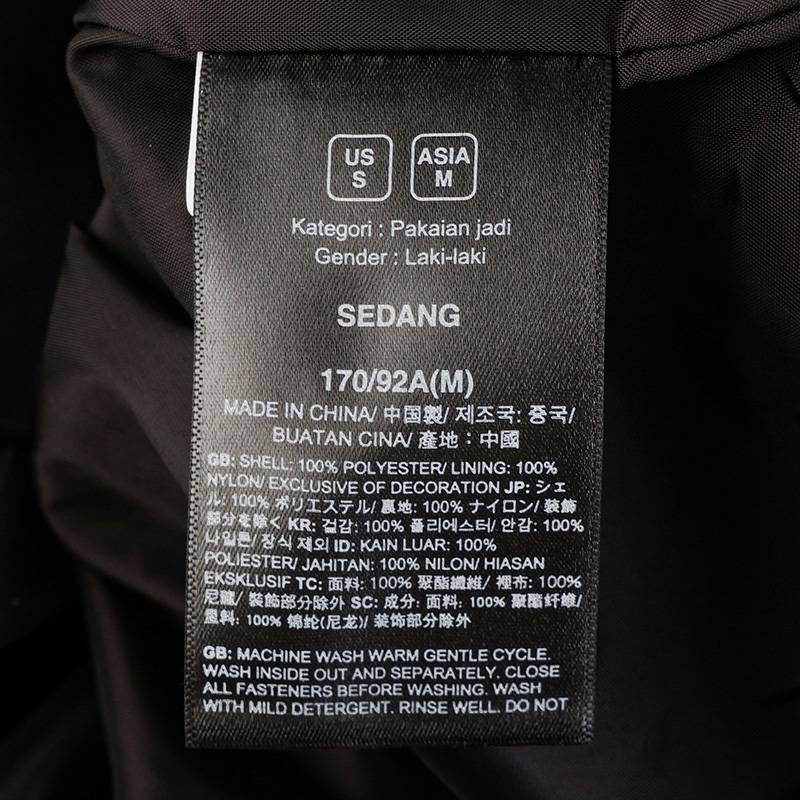 US
S
ASIA
M
Kategori : Pakaian jadi
Gender : Laki-laki
SEDANG
170/92A(M)
MADE IN CHINA/ 中国製/ 제조국: 중국/
BUATAN CINA/ 產地：中國
GB: SHELL: 100% POLYESTER/ LINING: 100%
NYLON/ EXCLUSIVE OF DECORATION JP: シェ
ル: 100% ポリエステル/ 裏地: 100% ナイロン/ 装飾
部分を除く KR: 겉감: 100% 폴리에스터/ 안감: 100%
나일론/ 장식 제외 ID: KAIN LUAR: 100%
POLIESTER/ JAHITAN: 100% NILON/ HIASAN
EKSKLUSIF TC: 面料: 100% 聚酯纖維/ 裡布: 100%
尼龍/ 裝飾部分除外 SC: 成分: 面料: 100% 聚酯纤维/
里料: 100% 锦纶(尼龙)/ 装饰部分除外
GB: MACHINE WASH WARM GENTLE CYCLE.
WASH INSIDE OUT AND SEPARATELY. CLOSE
ALL FASTENERS BEFORE WASHING. WASH
WITH MILD DETERGENT. RINSE WELL. DO NOT